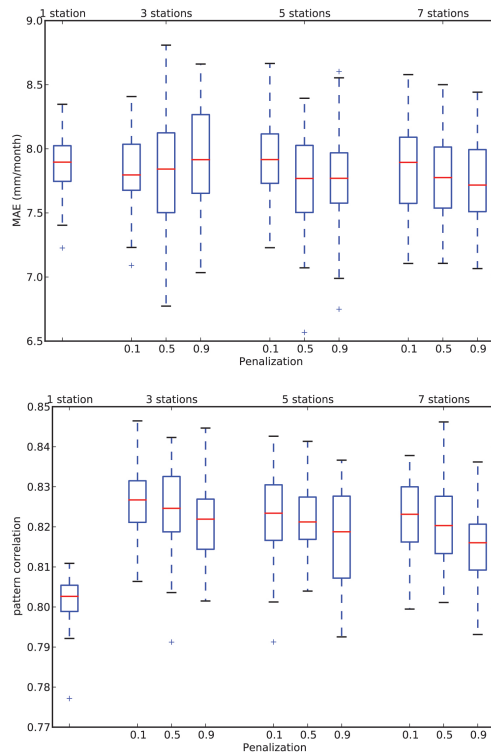 1 station 3 stations 5 stations 7 stations
9.0
8.5
8.0
7.5
7.0
6.5
MAE (mm/month)
0.1 0.5 0.9 0.1 0.5 0.9 0.1 0.5 0.9
Penalization
1 station 3 stations 5 stations 7 stations
0.85
0.84
0.83
0.82
0.81
0.80
0.79
0.78
0.77
pattern correlation
0.1 0.5 0.9 0.1 0.5 0.9 0.1 0.5 0.9
Penalization